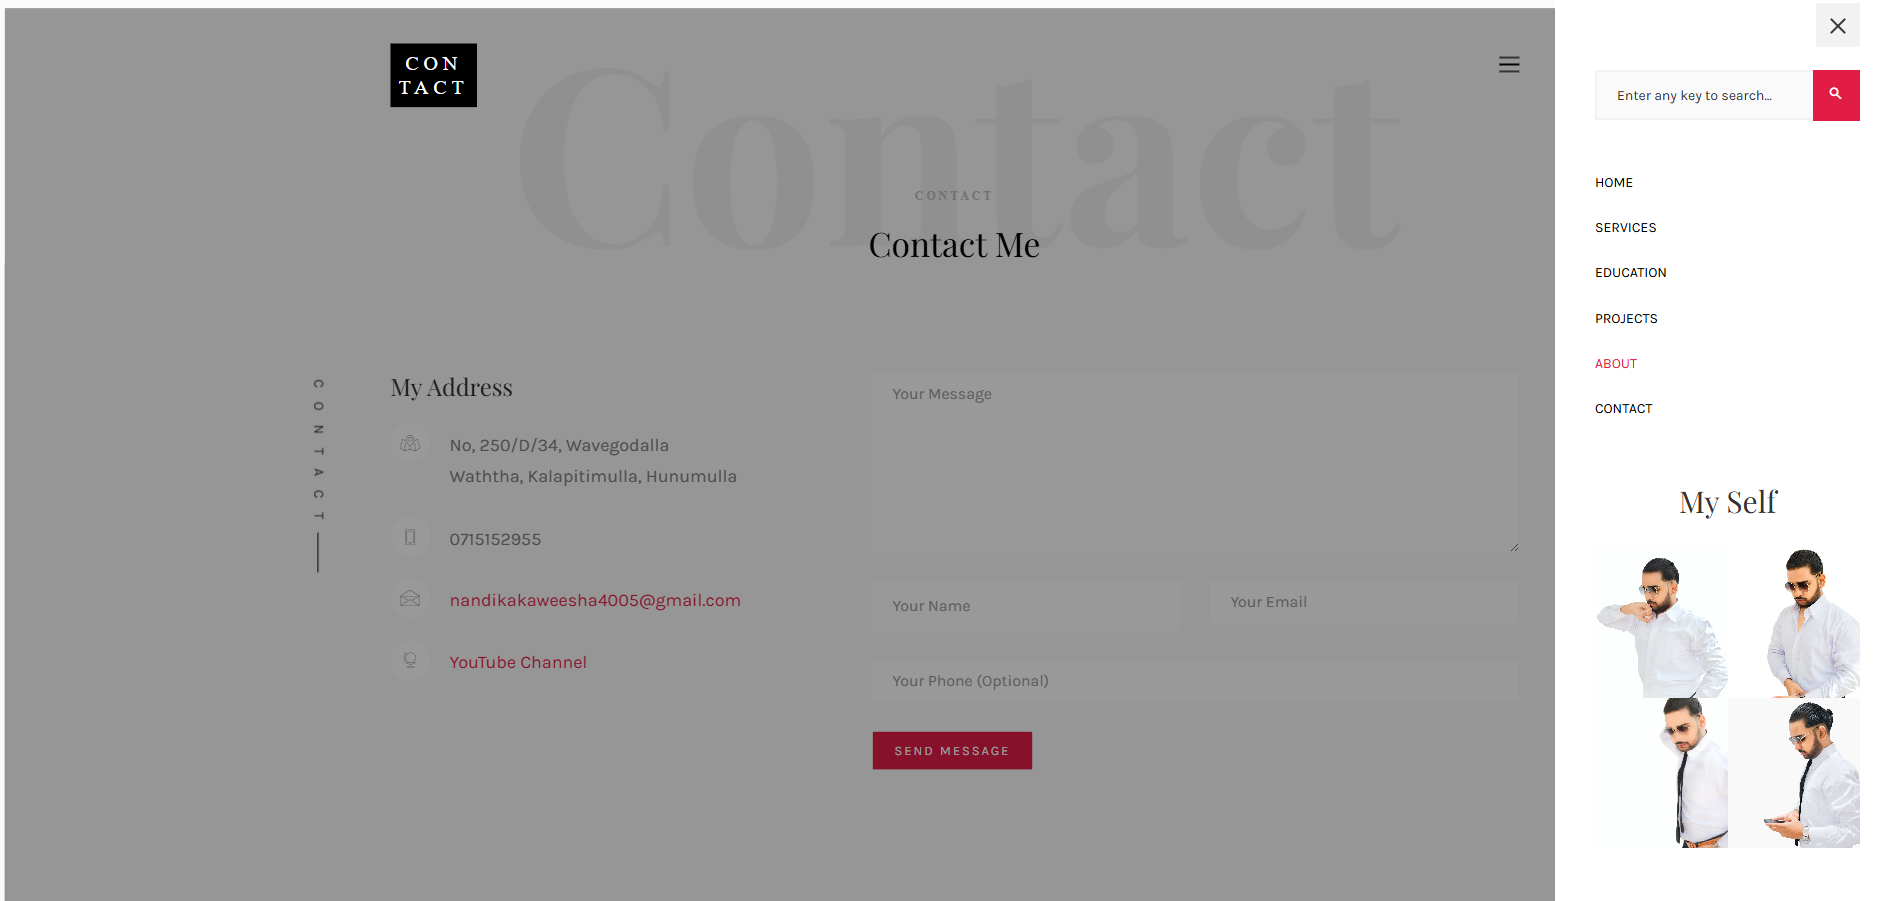 CON
TACT
Contact
CONTACT
Contact Me
CONTACT
My Address
No, 250/D/34, Wavegodalla
Waththa, Kalapitimulla, Hunumulla
0715152955
nandikakaweesha4005@gmail.com
YouTube Channel
Your Message
Your Name
Your Email
Your Phone (Optional)
SEND MESSAGE
Enter any key to search...
HOME
SERVICES
EDUCATION
PROJECTS
ABOUT
CONTACT
My Self